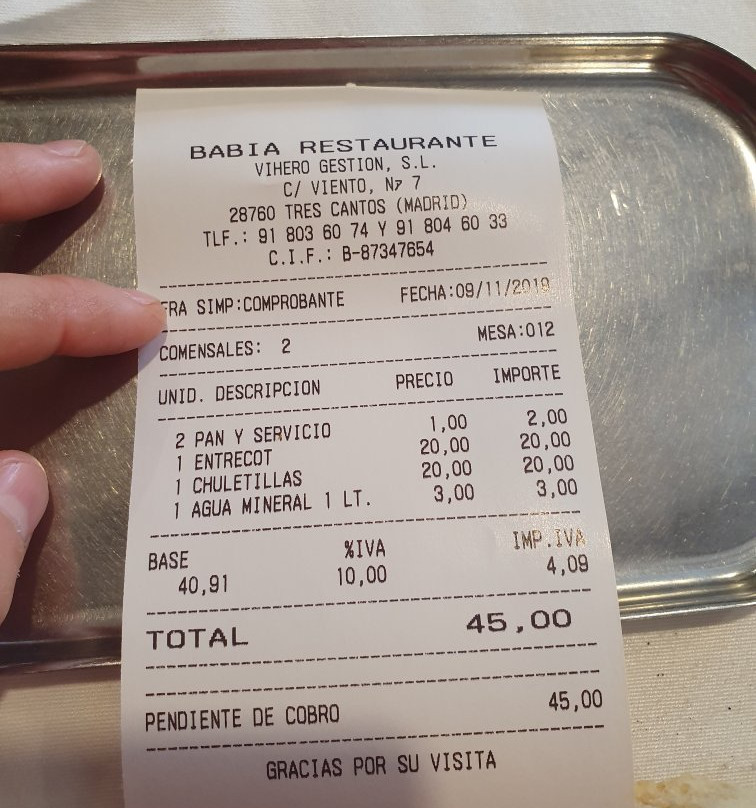 BABIA RESTAURANTE
VIHERO GESTION, S.L.
C/ VIENTO, Nº 7
28760 TRES CANTOS (MADRID)
TLF.: 91 803 60 74 Y 91 804 60 33
C.I.F.: B-87347654
FRA SIMP:COMPROBANTE FECHA:09/11/2019
COMENSALES: 2 MESA:012
UNID. DESCRIPCION PRECIO IMPORTE
2 PAN Y SERVICIO 1,00 2,00
1 ENTRECOT 20,00 20,00
1 CHULETILLAS 20,00 20,00
1 AGUA MINERAL 1 LT. 3,00 3,00
BASE %IVA IMP.IVA
40,91 10,00 4,09
TOTAL 45,00
PENDIENTE DE COBRO 45,00
GRACIAS POR SU VISITA